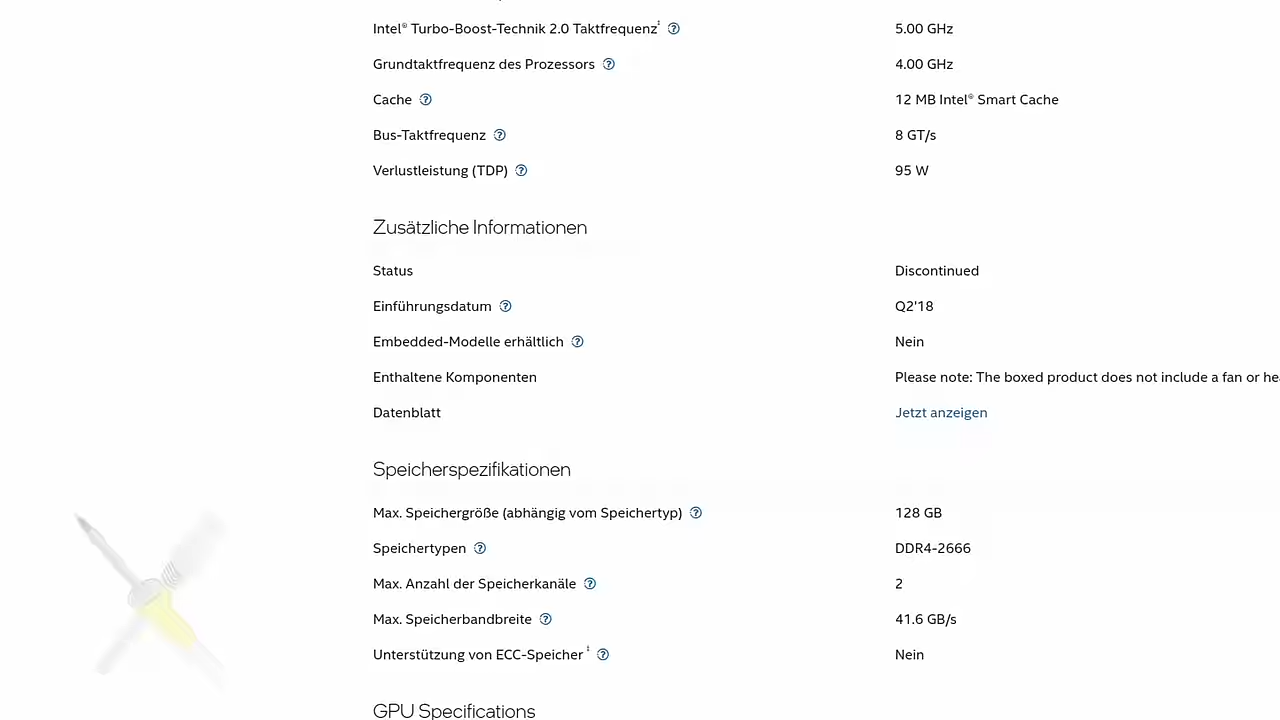 Intel® Turbo-Boost-Technik 2.0 Taktfrequenz‡ 5.00 GHz
Grundtaktfrequenz des Prozessors 4.00 GHz
Cache 12 MB Intel® Smart Cache
Bus-Taktfrequenz 8 GT/s
Verlustleistung (TDP) 95 W
Zusätzliche Informationen
Status Discontinued
Einführungsdatum Q2'18
Embedded-Modelle erhältlich Nein
Enthaltene Komponenten Please note: The boxed product does not include a fan or hea
Datenblatt Jetzt anzeigen
Speicherspezifikationen
Max. Speichergröße (abhängig vom Speichertyp) 128 GB
Speichertypen DDR4-2666
Max. Anzahl der Speicherkanäle 2
Max. Speicherbandbreite 41.6 GB/s
Unterstützung von ECC-Speicher ‡ Nein
GPU Specifications